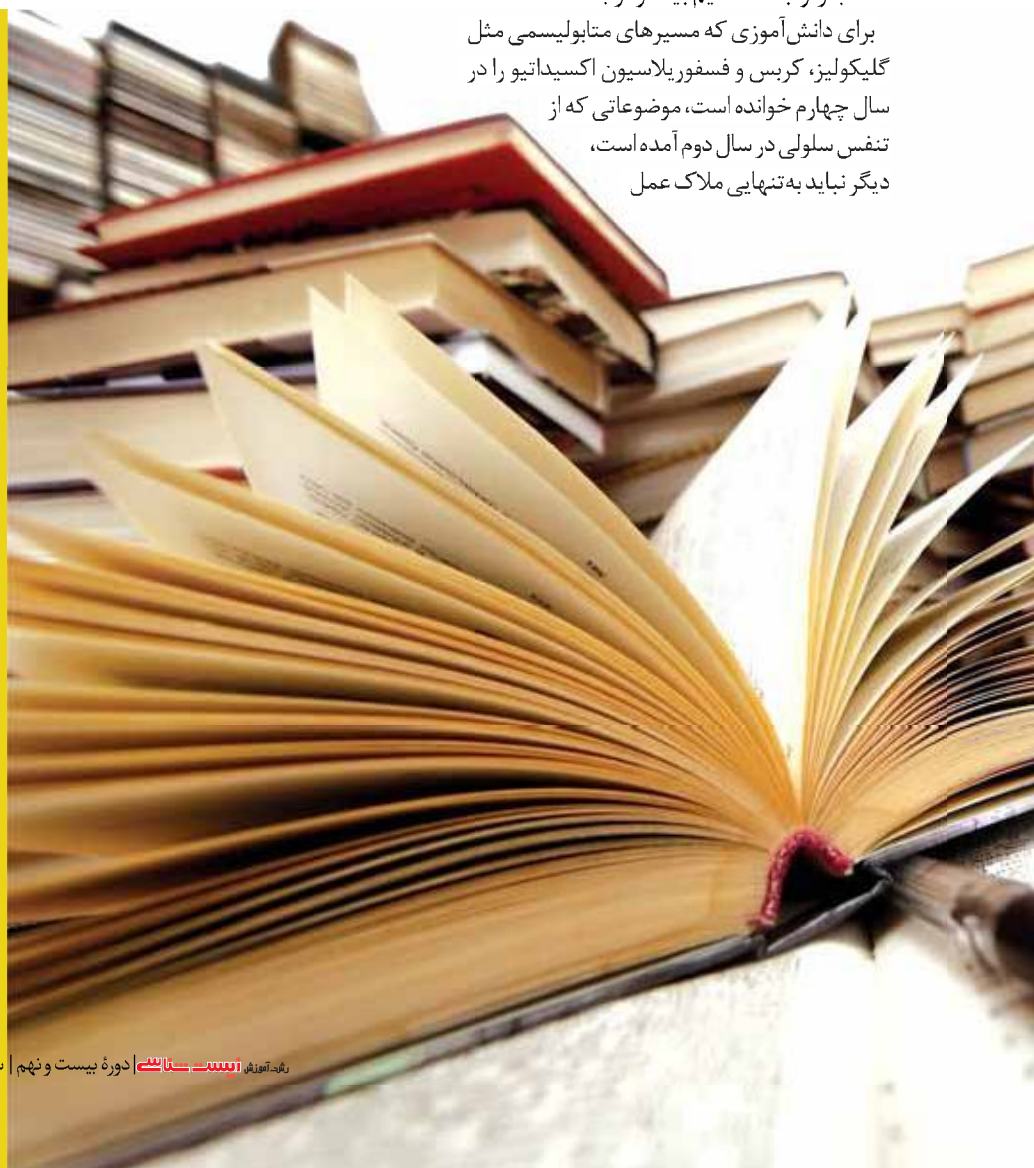 برای دانش‌آموزی که مسیرهای متابولیسمی مثل
گلیکولیز، کربس و فسفوریلاسیون اکسیداتیو را در
سال چهارم خوانده است، موضوعاتی که از
تنفس سلولی در سال دوم آمده است،
دیگر نباید به‌تنهایی ملاک عمل
رشد آموزش زیست شناسی | دورۀ بیست و نهم |